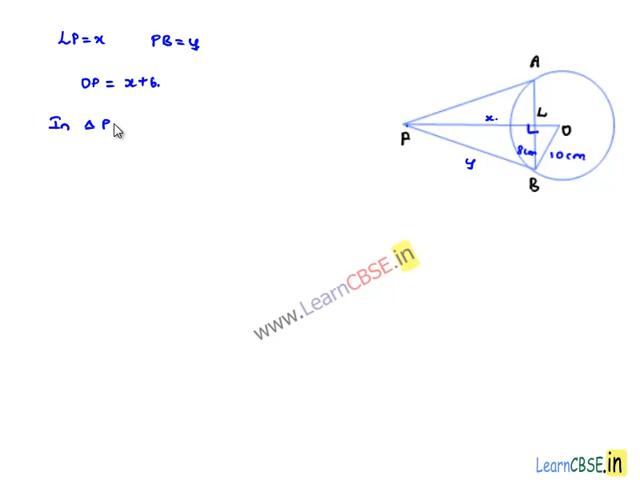 LP = x PB = y
OP = x+6.
In Δ P
A
L
x.
P
O
8cm
10cm
y
B
www.LearnCBSE.in
LearnCBSE.in